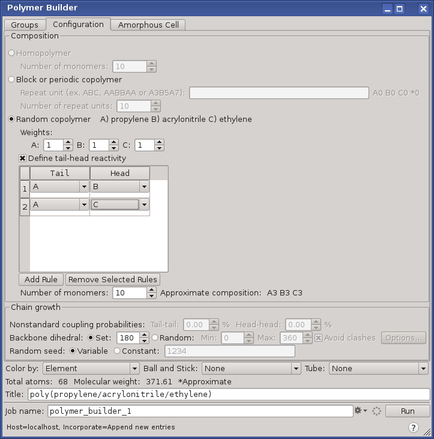 Polymer Builder
Groups Configuration Amorphous Cell
Composition
Homopolymer
Number of monomers: 10
Block or periodic copolymer
Repeat unit (ex. ABC, AABBAA or A3B5A7): A0 B0 C0 *0
Number of repeat units: 10
Random copolymer A) propylene B) acrylonitrile C) ethylene
Weights:
A: 1 B: 1 C: 1
Define tail-head reactivity
Tail Head
1 A B
2 A C
Add Rule Remove Selected Rules
Number of monomers: 10 Approximate composition: A3 B3 C3
Chain growth
Nonstandard coupling probabilities: Tail-tail: 0.00 % Head-head: 0.00 %
Backbone dihedral: Set: 180 Random: Min: 0 Max: 360 Avoid clashes Options...
Random seed: Variable Constant: 1234
Color by: Element Ball and Stick: None Tube: None
Total atoms: 68 Molecular weight: 371.61 *Approximate
Title: poly(propylene/acrylonitrile/ethylene)
Job name: polymer_builder_1 Run
Host=localhost, Incorporate=Append new entries ?